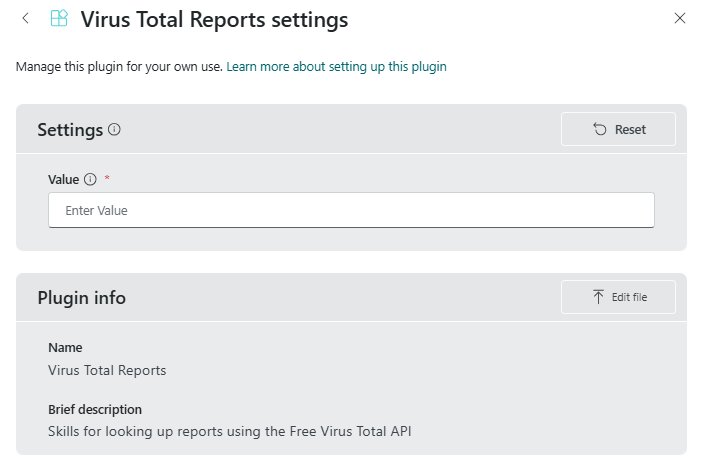 Virus Total Reports settings
Manage this plugin for your own use. Learn more about setting up this plugin
Settings
Reset
Value *
Enter Value
Plugin info
Edit file
Name
Virus Total Reports
Brief description
Skills for looking up reports using the Free Virus Total API